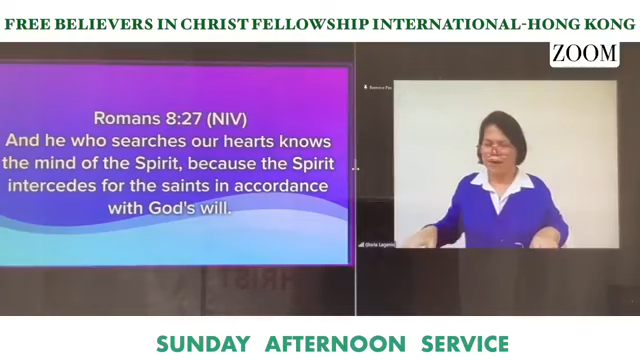 FREE BELIEVERS IN CHRIST FELLOWSHIP INTERNATIONAL-HONG KONG
ZOOM
Romans 8:27 (NIV)
And he who searches our hearts knows
the mind of the Spirit, because the Spirit
intercedes for the saints in accordance
with God's will.
SUNDAY AFTERNOON SERVICE